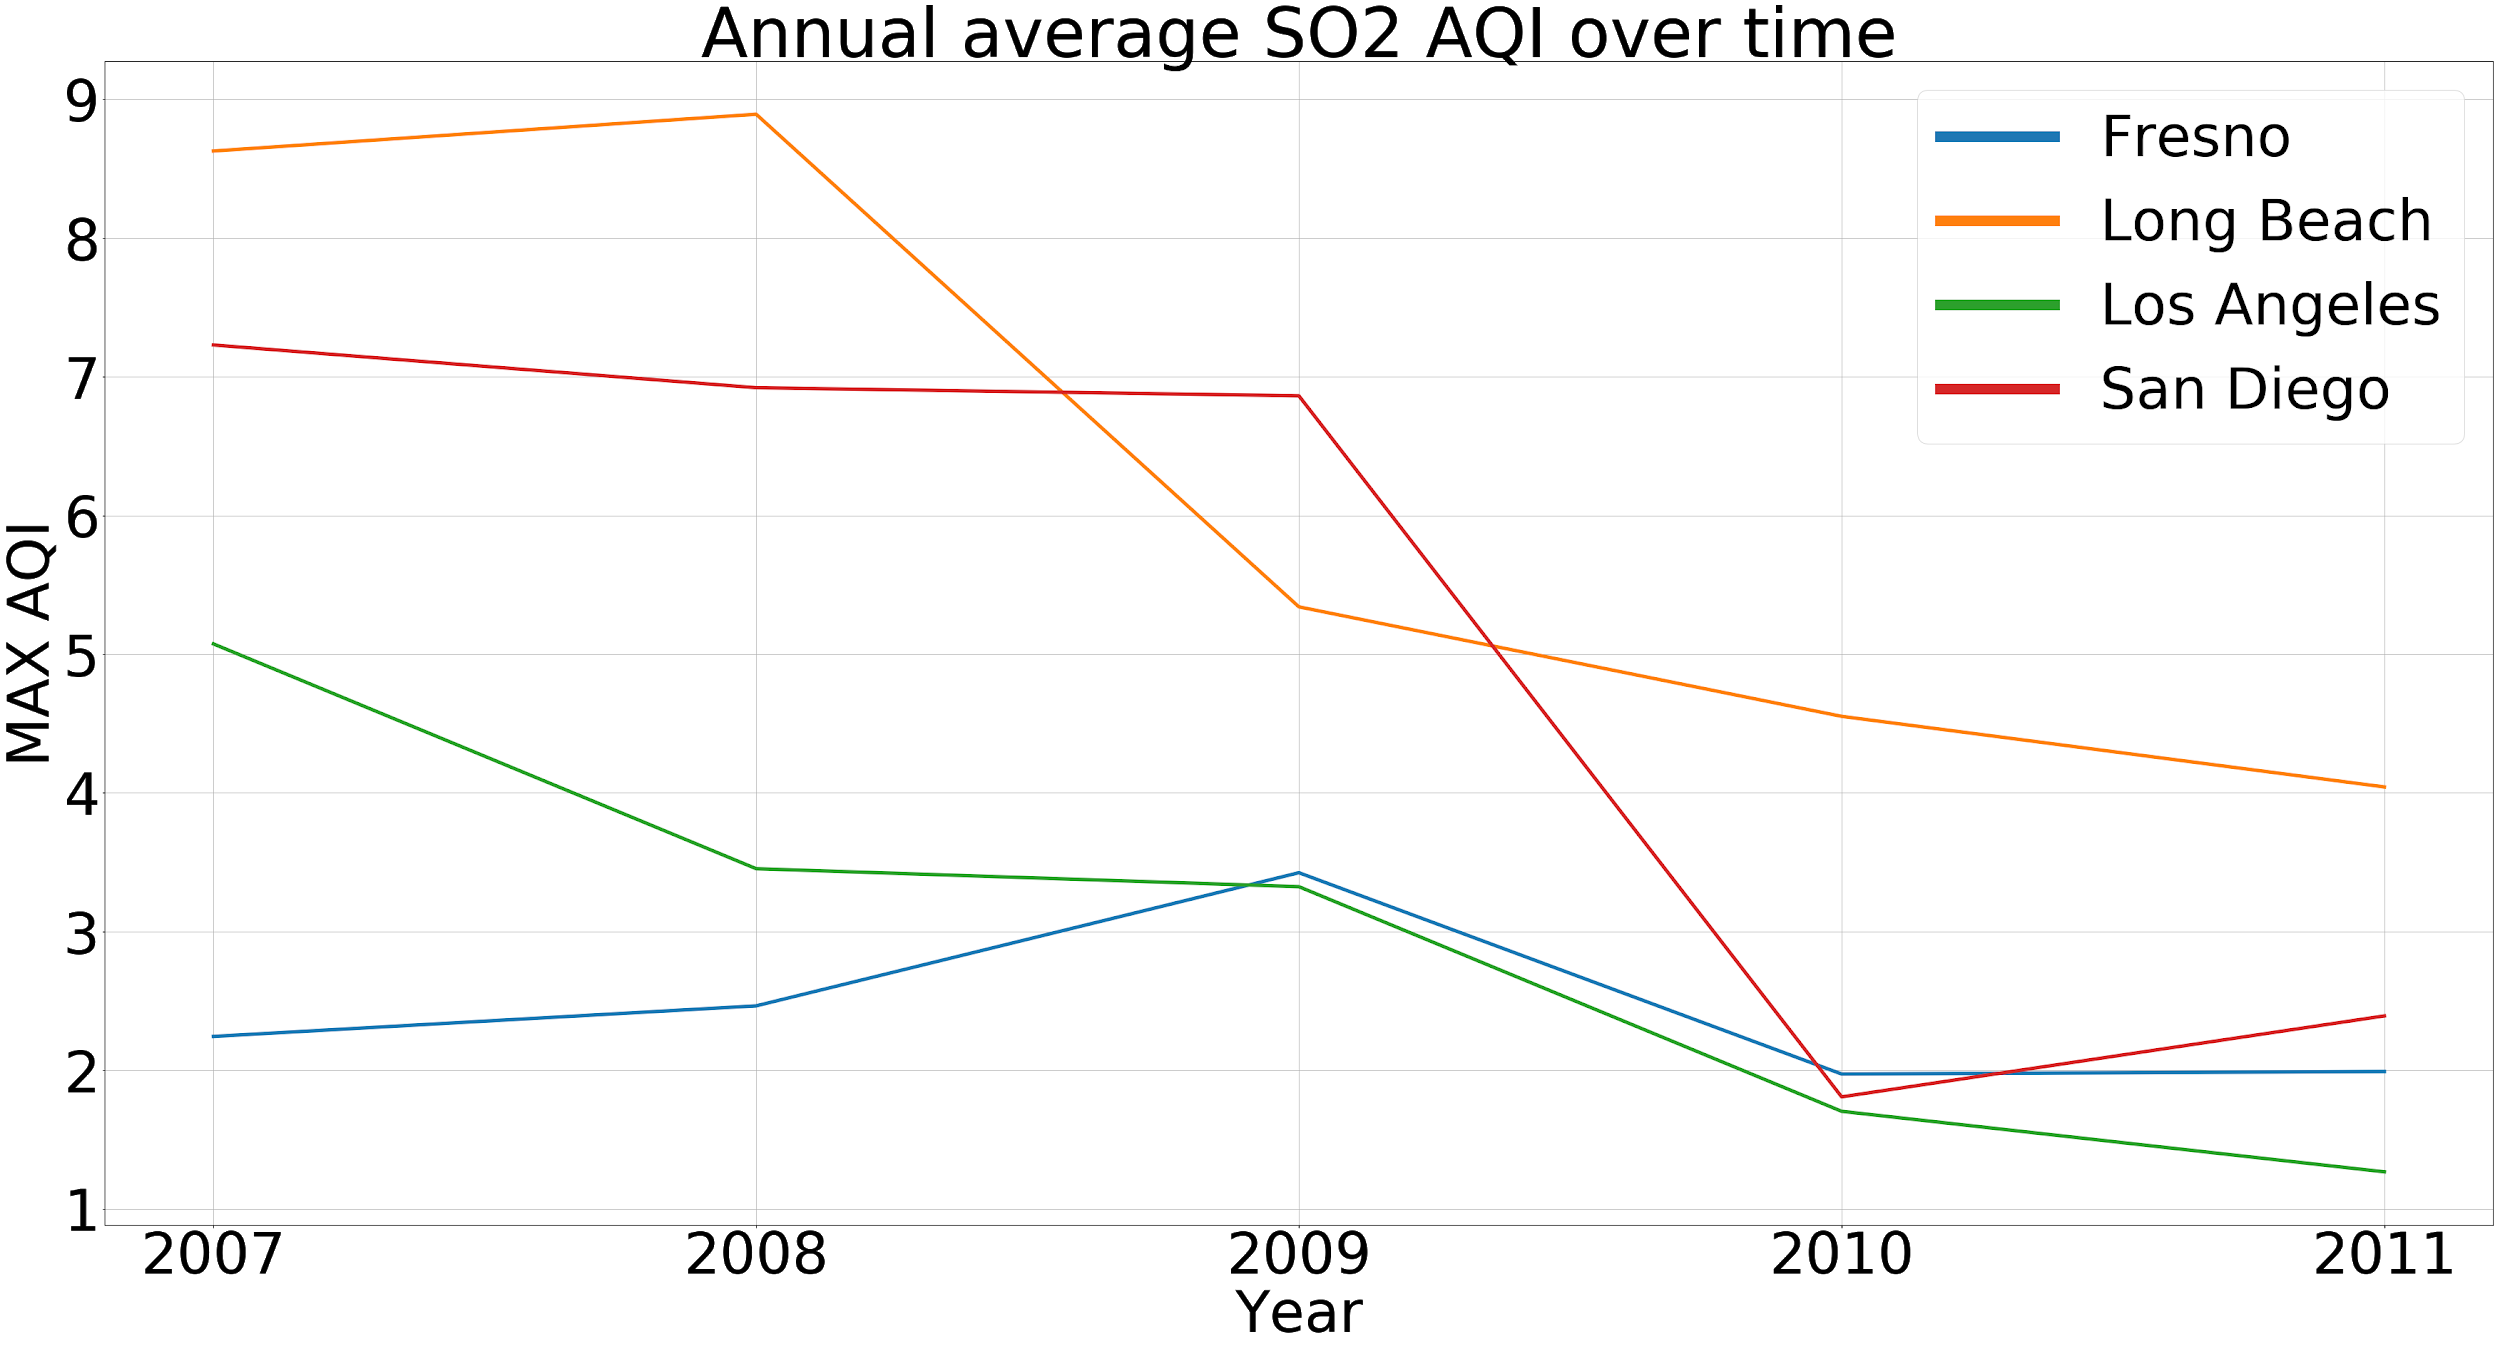 Annual average SO2 AQI over time
9
8
7
6
5
4
3
2
1
MAX AQI
Fresno
Long Beach
Los Angeles
San Diego
2007 2008 2009 2010 2011
Year